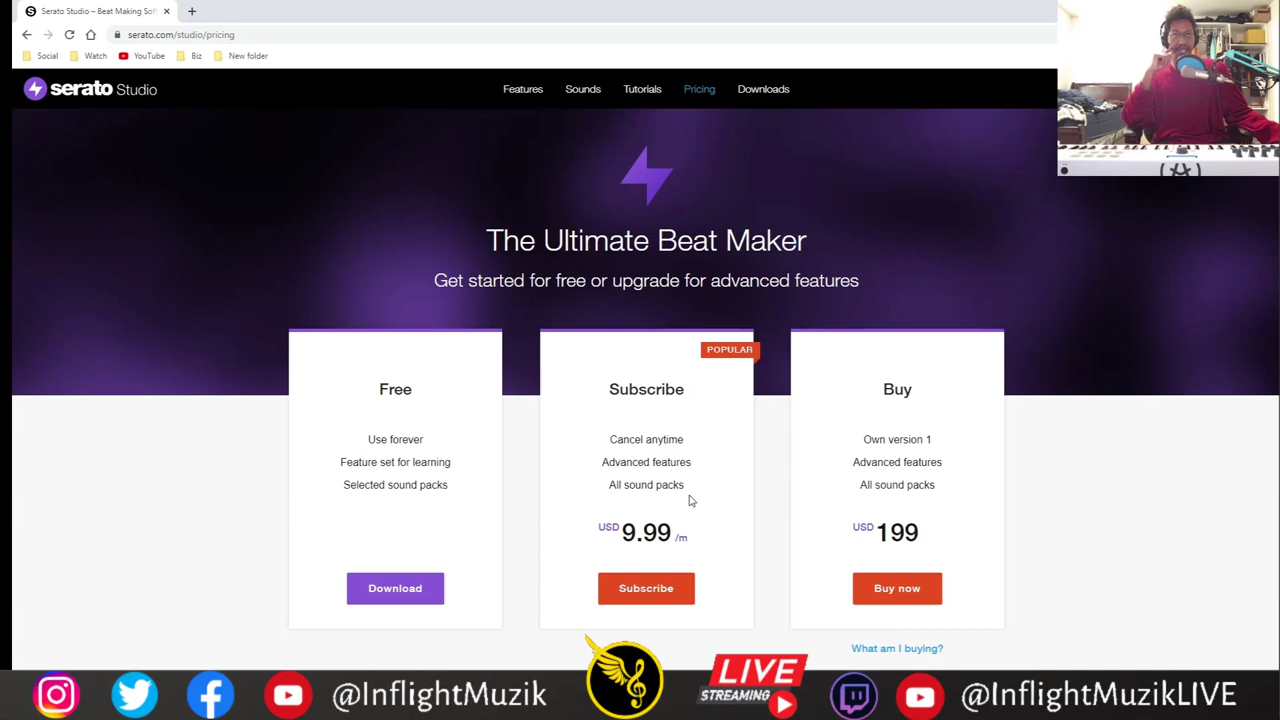 Serato Studio – Beat Making Sof
serato.com/studio/pricing
Social
Watch
YouTube
Biz
New folder
serato Studio
Features
Sounds
Tutorials
Pricing
Downloads
The Ultimate Beat Maker
Get started for free or upgrade for advanced features
Free
Use forever
Feature set for learning
Selected sound packs
Download
POPULAR
Subscribe
Cancel anytime
Advanced features
All sound packs
USD 9.99 /m
Subscribe
Buy
Own version 1
Advanced features
All sound packs
USD 199
Buy now
What am I buying?
@InflightMuzik
LIVE
STREAMING
@InflightMuzikLIVE